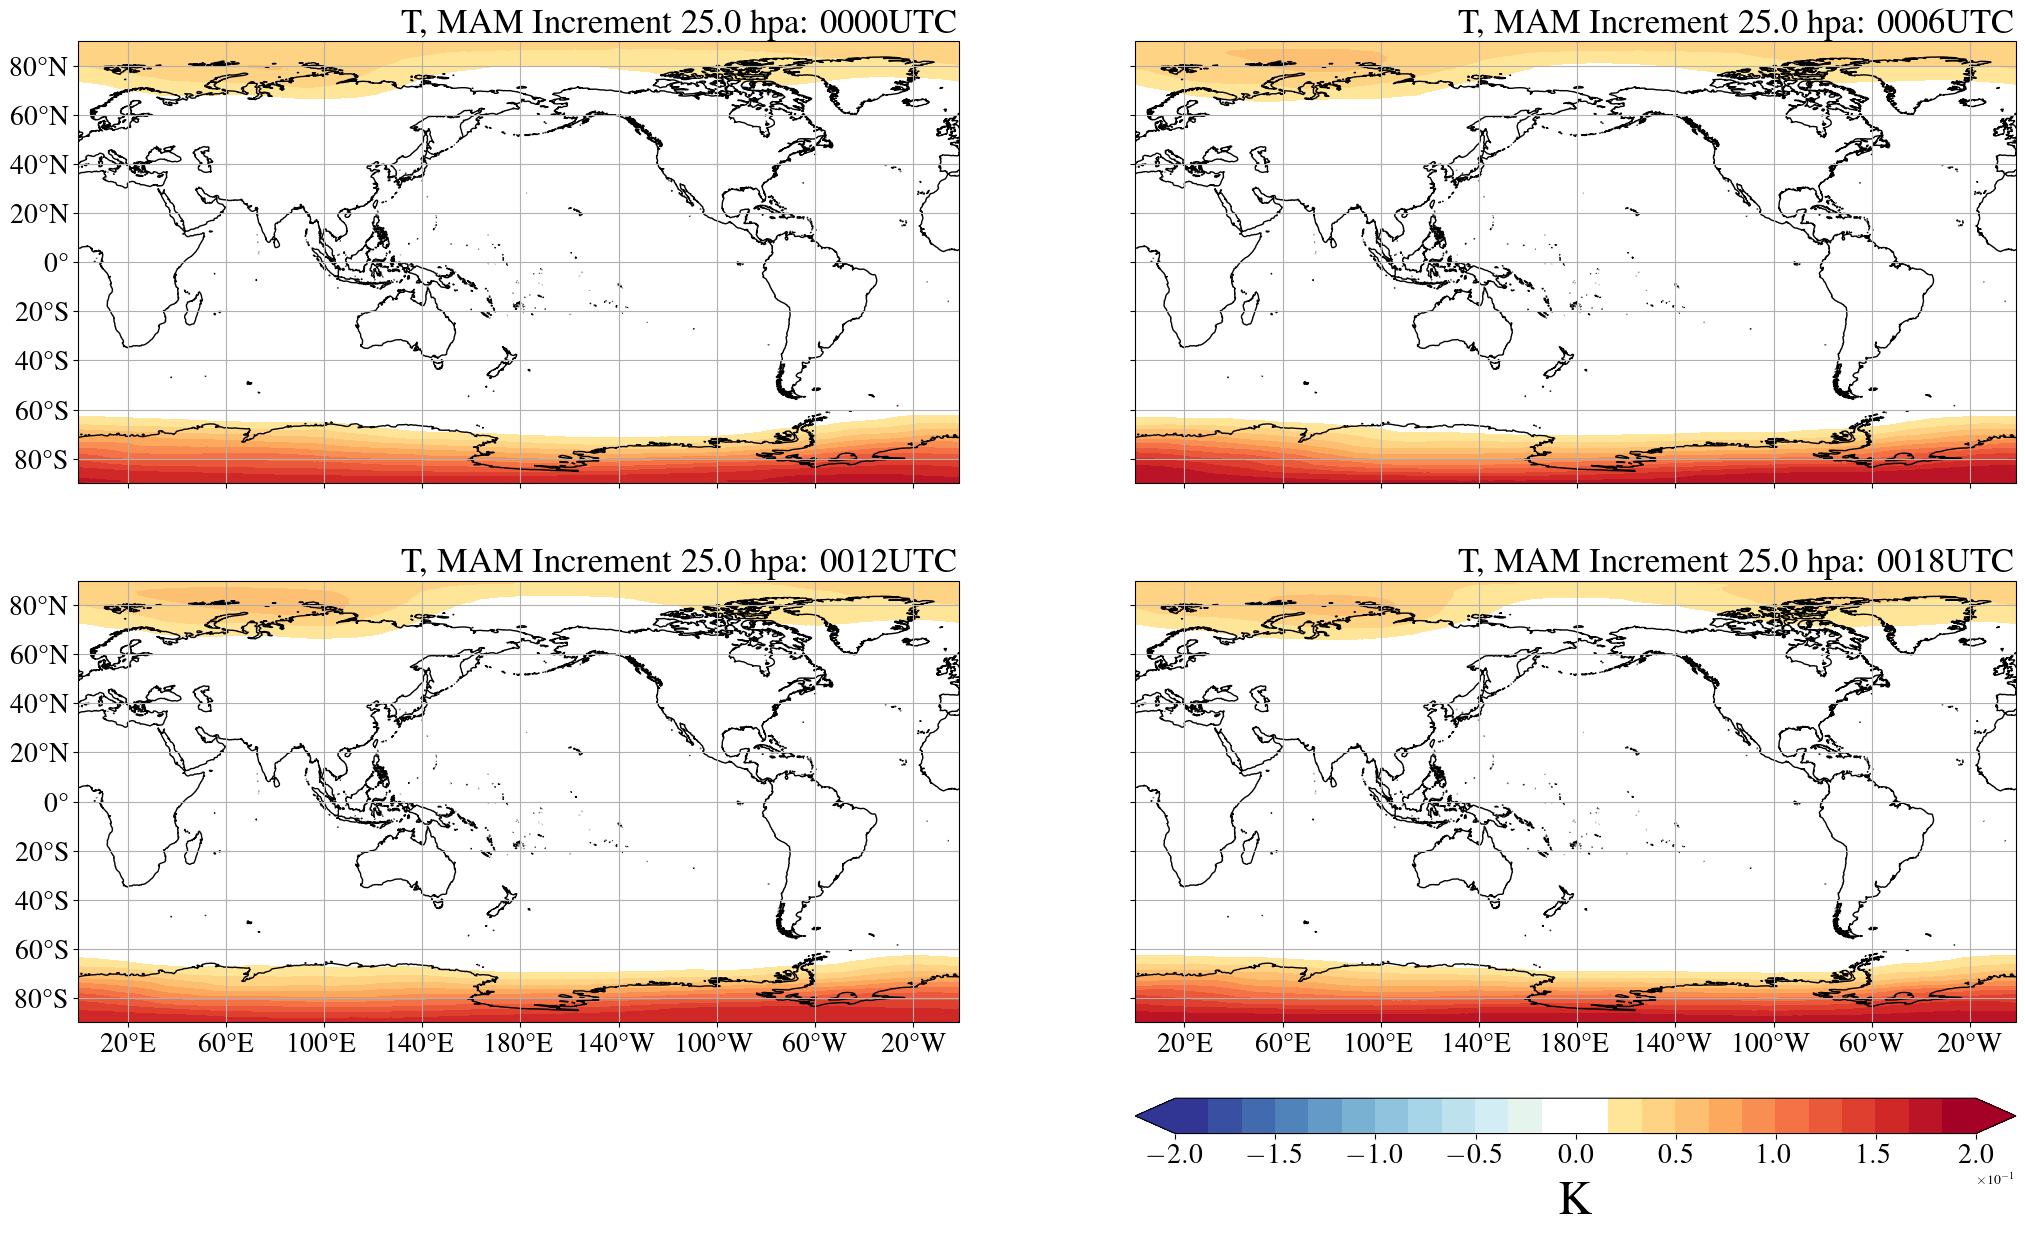 T, MAM Increment 25.0 hpa: 0000UTC
80°N
60°N
40°N
20°N
0°
20°S
40°S
60°S
80°S
T, MAM Increment 25.0 hpa: 0006UTC
T, MAM Increment 25.0 hpa: 0012UTC
80°N
60°N
40°N
20°N
0°
20°S
40°S
60°S
80°S
20°E 60°E 100°E 140°E 180°E 140°W 100°W 60°W 20°W
T, MAM Increment 25.0 hpa: 0018UTC
20°E 60°E 100°E 140°E 180°E 140°W 100°W 60°W 20°W
−2.0 −1.5 −1.0 −0.5 0.0 0.5 1.0 1.5 2.0
×10⁻¹
K